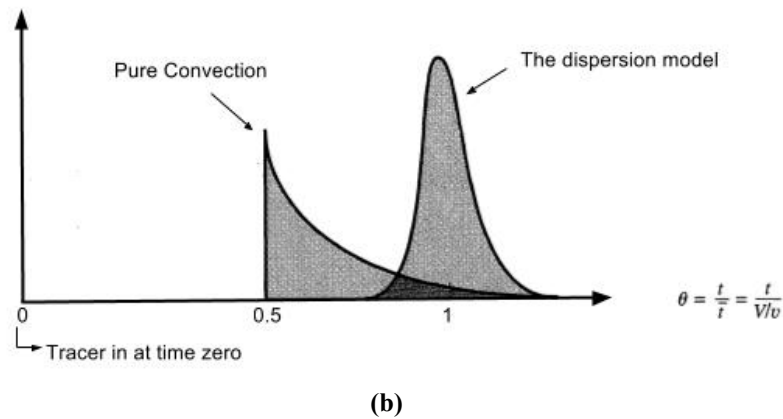 Pure Convection
The dispersion model
0
0.5
1
θ = t/t̄ = t/V/υ
Tracer in at time zero
(b)